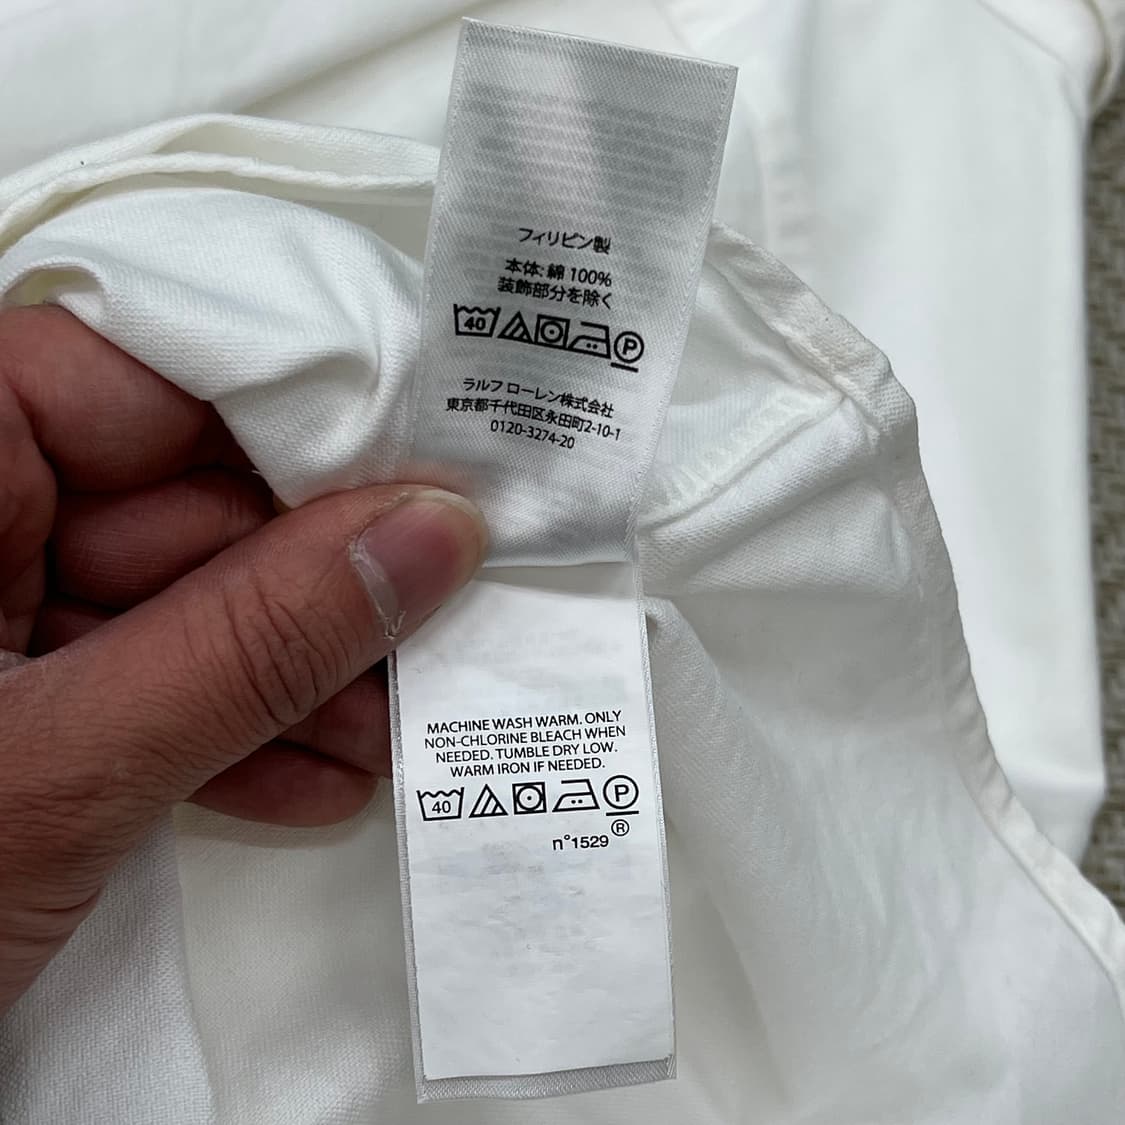 フィリピン製
本体: 綿 100%
装飾部分を除く
40 P
ラルフ ローレン株式会社
東京都千代田区永田町2-10-1
0120-3274-20
MACHINE WASH WARM. ONLY
NON-CHLORINE BLEACH WHEN
NEEDED. TUMBLE DRY LOW.
WARM IRON IF NEEDED.
40 P
®
n°1529